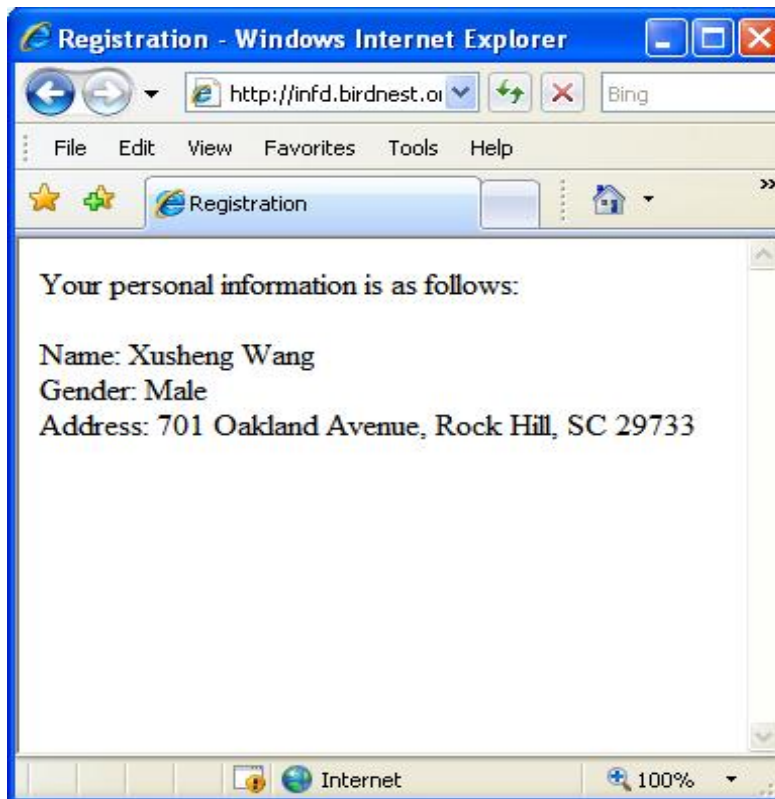 Registration - Windows Internet Explorer
http://infd.birdnest.or
Bing
File Edit View Favorites Tools Help
Registration
Your personal information is as follows:
Name: Xusheng Wang
Gender: Male
Address: 701 Oakland Avenue, Rock Hill, SC 29733
Internet
100%